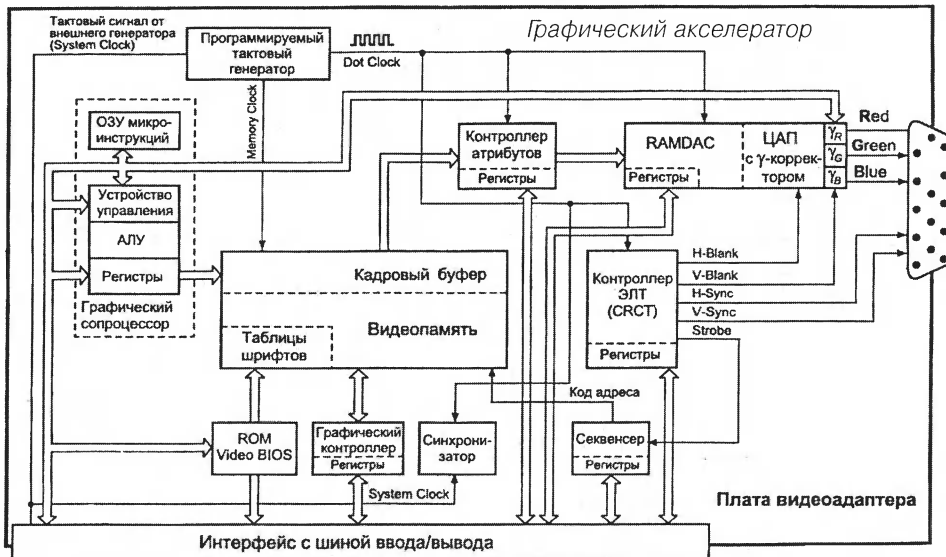 Тактовый сигнал от
внешнего генератора
(System Clock)
Программируемый
тактовый
генератор
Dot Clock
Графический акселератор
Memory Clock
ОЗУ микро-
инструкций
Устройство
управления
АЛУ
Регистры
Графический
сопроцессор
Контроллер
атрибутов
Регистры
RAMDAC
Регистры
ЦАП
с γ-коррек-
тором
γR
γG
γB
Red
Green
Blue
Кадровый буфер
Видеопамять
Таблицы
шрифтов
Контроллер
ЭЛТ
(CRCT)
Регистры
H-Blank
V-Blank
H-Sync
V-Sync
Strobe
Код адреса
ROM
Video BIOS
Графический
контроллер
Регистры
Синхрони-
затор
Секвенсер
Регистры
System Clock
Плата видеоадаптера
Интерфейс с шиной ввода/вывода